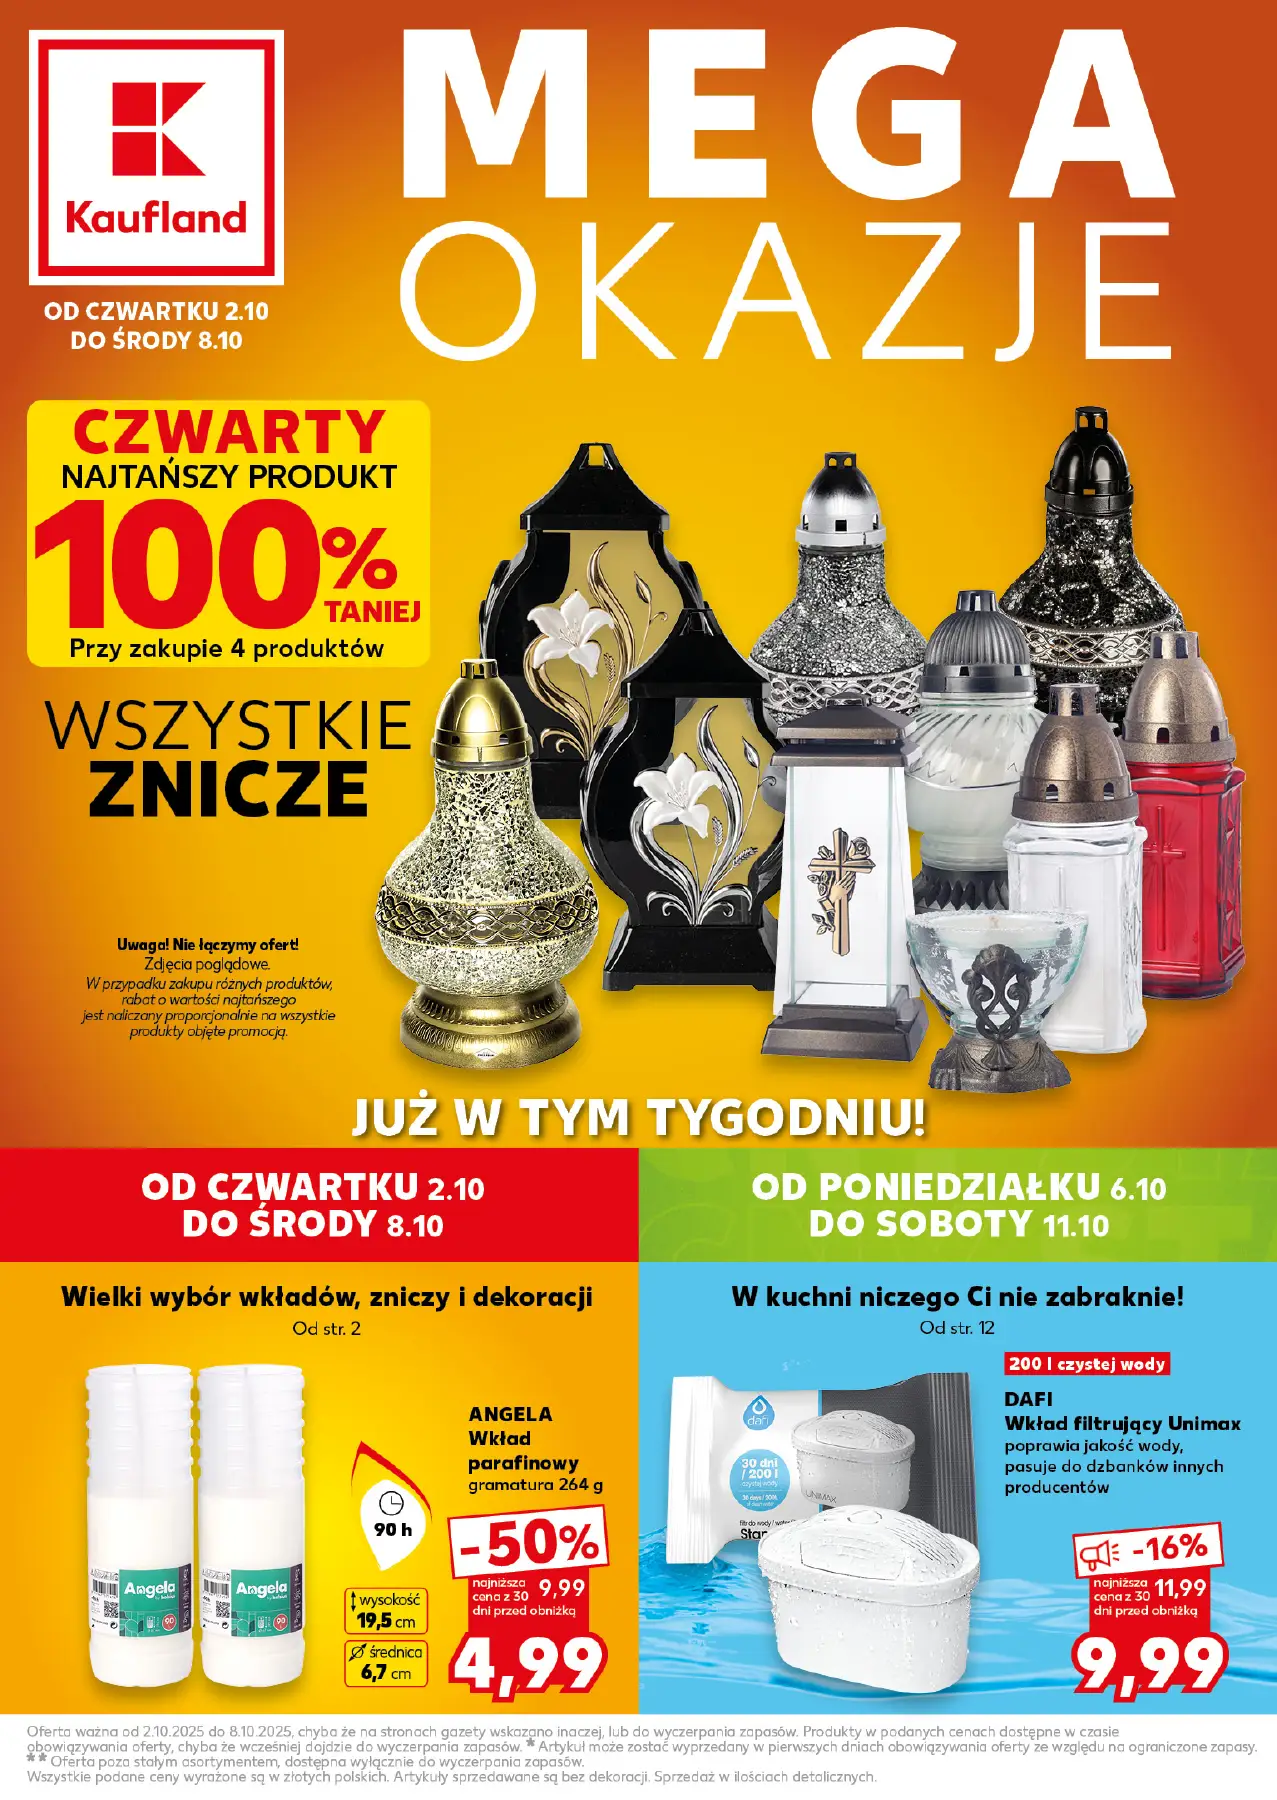 MEGA
OKAZJE
Kaufland
OD CZWARTKU 2.10
DO ŚRODY 8.10
CZWARTY
NAJTAŃSZY PRODUKT
100%
TANIEJ
Przy zakupie 4 produktów
WSZYSTKIE
ZNICZE
Uwaga! Nie łączymy ofert!
Zdjęcia poglądowe.
W przypadku zakupu różnych produktów,
rabat o wartości najtańszego
jest naliczany proporcjonalnie na wszystkie
produkty objęte promocją.
JUŻ W TYM TYGODNIU!
OD CZWARTKU 2.10
DO ŚRODY 8.10
OD PONIEDZIAŁKU 6.10
DO SOBOTY 11.10
Wielki wybór wkładów, zniczy i dekoracji
Od str. 2
ANGELA
Wkład
parafinowy
gramatura 264 g
90 h
wysokość
19,5 cm
średnica
6,7 cm
Angela
90
Angela
90
-50%
najniższa
cena z 30 9,99
dni przed obniżką
4,99
W kuchni niczego Ci nie zabraknie!
Od str. 12
200 l czystej wody
DAFI
Wkład filtrujący Unimax
poprawia jakość wody,
pasuje do dzbanków innych
producentów
dafi
30 dni
/ 200 l
czystej wody
UNIMAX
-16%
najniższa
cena z 30 11,99
dni przed obniżką
9,99
Oferta ważna od 2.10.2025 do 8.10.2025, chyba że na stronach gazety wskazano inaczej, lub do wyczerpania zapasów. Produkty w podanych cenach dostępne w czasie
obowiązywania oferty, chyba że wcześniej dojdzie do wyczerpania zapasów. * Artykuł może zostać wyprzedany w pierwszych dniach obowiązywania oferty ze względu na ograniczone zapasy.
** Oferta poza stałym asortymentem, dostępna wyłącznie do wyczerpania zapasów.
Wszystkie podane ceny wyrażone są w złotych polskich. Artykuły sprzedawane są bez dekoracji. Sprzedaż w ilościach detalicznych.